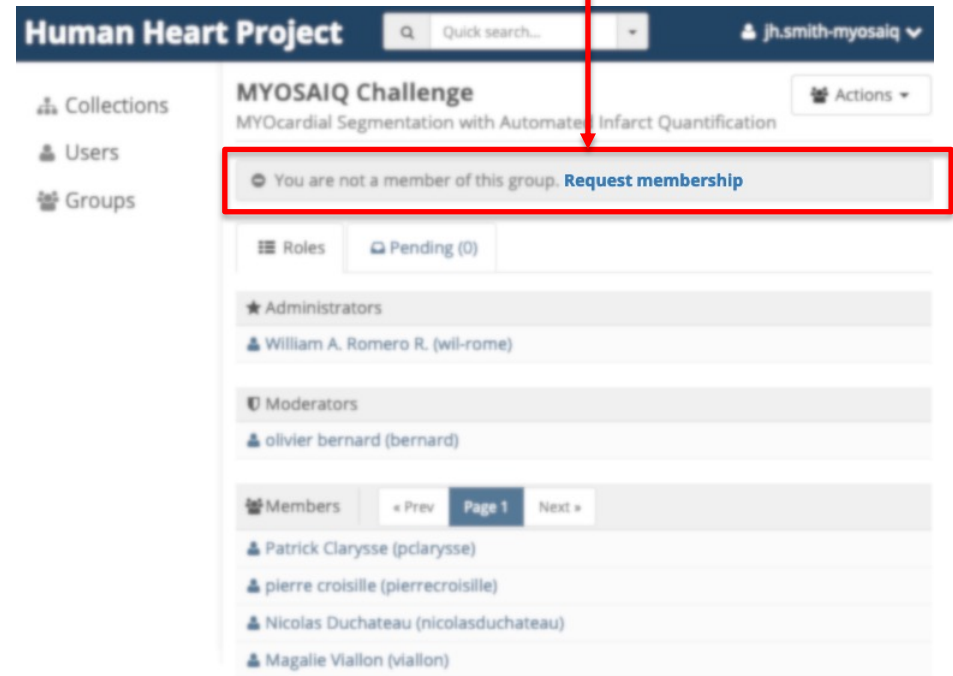 Human Heart Project
Quick search...
jh.smith-myosaiq
Collections
Users
Groups
MYOSAIQ Challenge
Actions
MYOcardial Segmentation with Automated Infarct Quantification
You are not a member of this group. Request membership
Roles
Pending (0)
Administrators
William A. Romero R. (wil-rome)
Moderators
olivier bernard (bernard)
Members
« Prev
Page 1
Next »
Patrick Clarysse (pclarysse)
pierre croisille (pierrecroisille)
Nicolas Duchateau (nicolasduchateau)
Magalie Viallon (viallon)